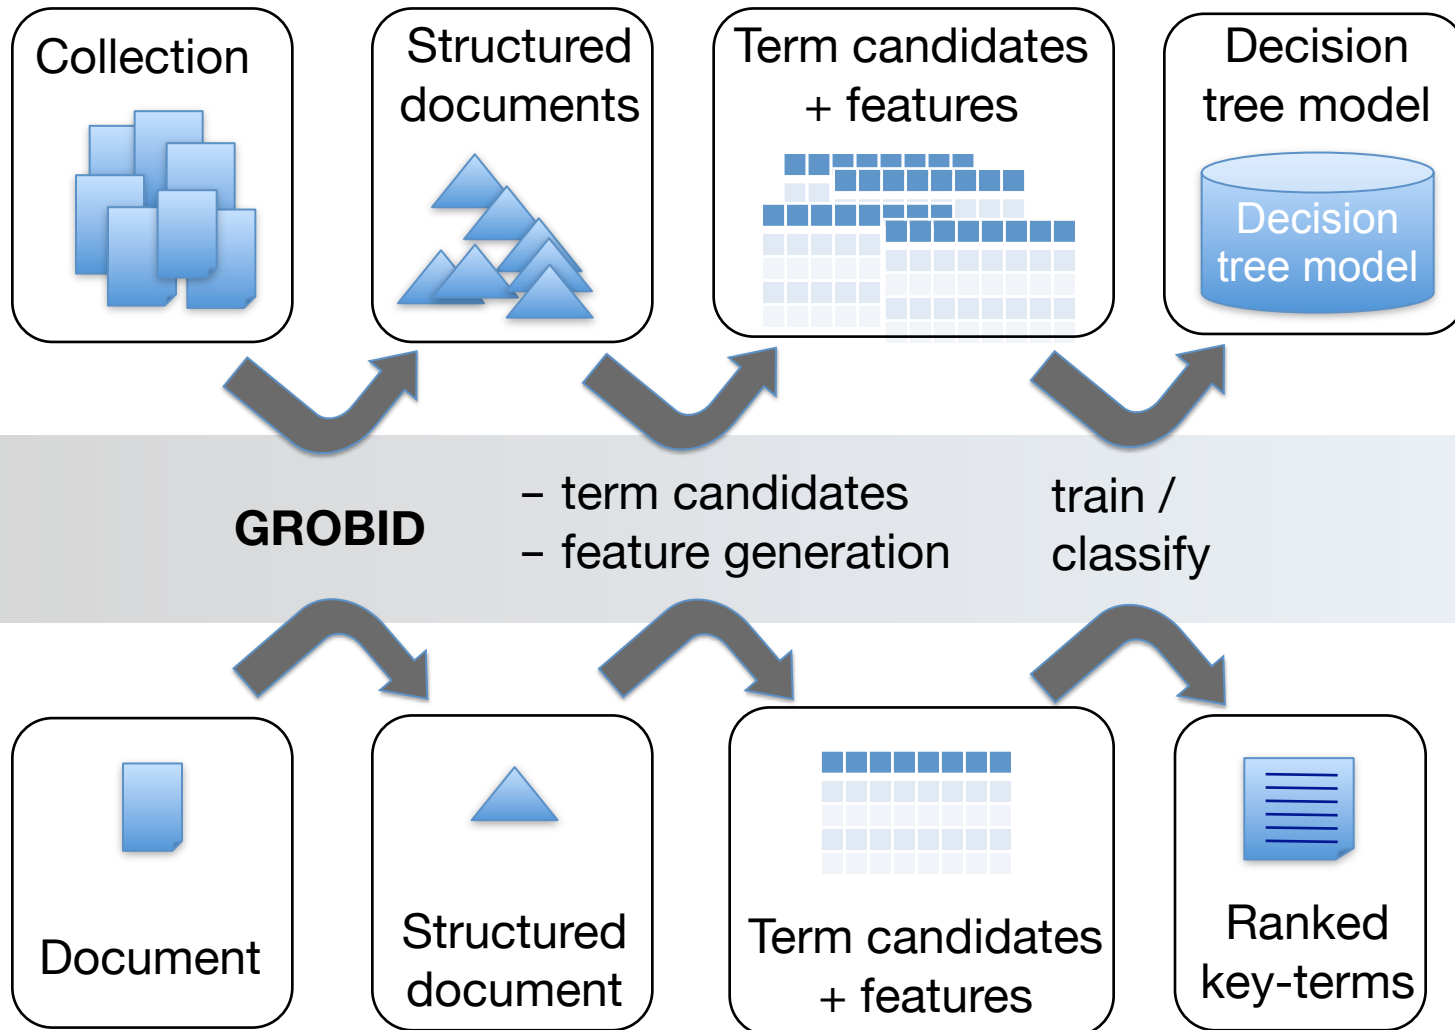 Collection
Structured
documents
Term candidates
+ features
Decision
tree model
Decision
tree model
GROBID
– term candidates
– feature generation
train /
classify
Document
Structured
document
Term candidates
+ features
Ranked
key-terms